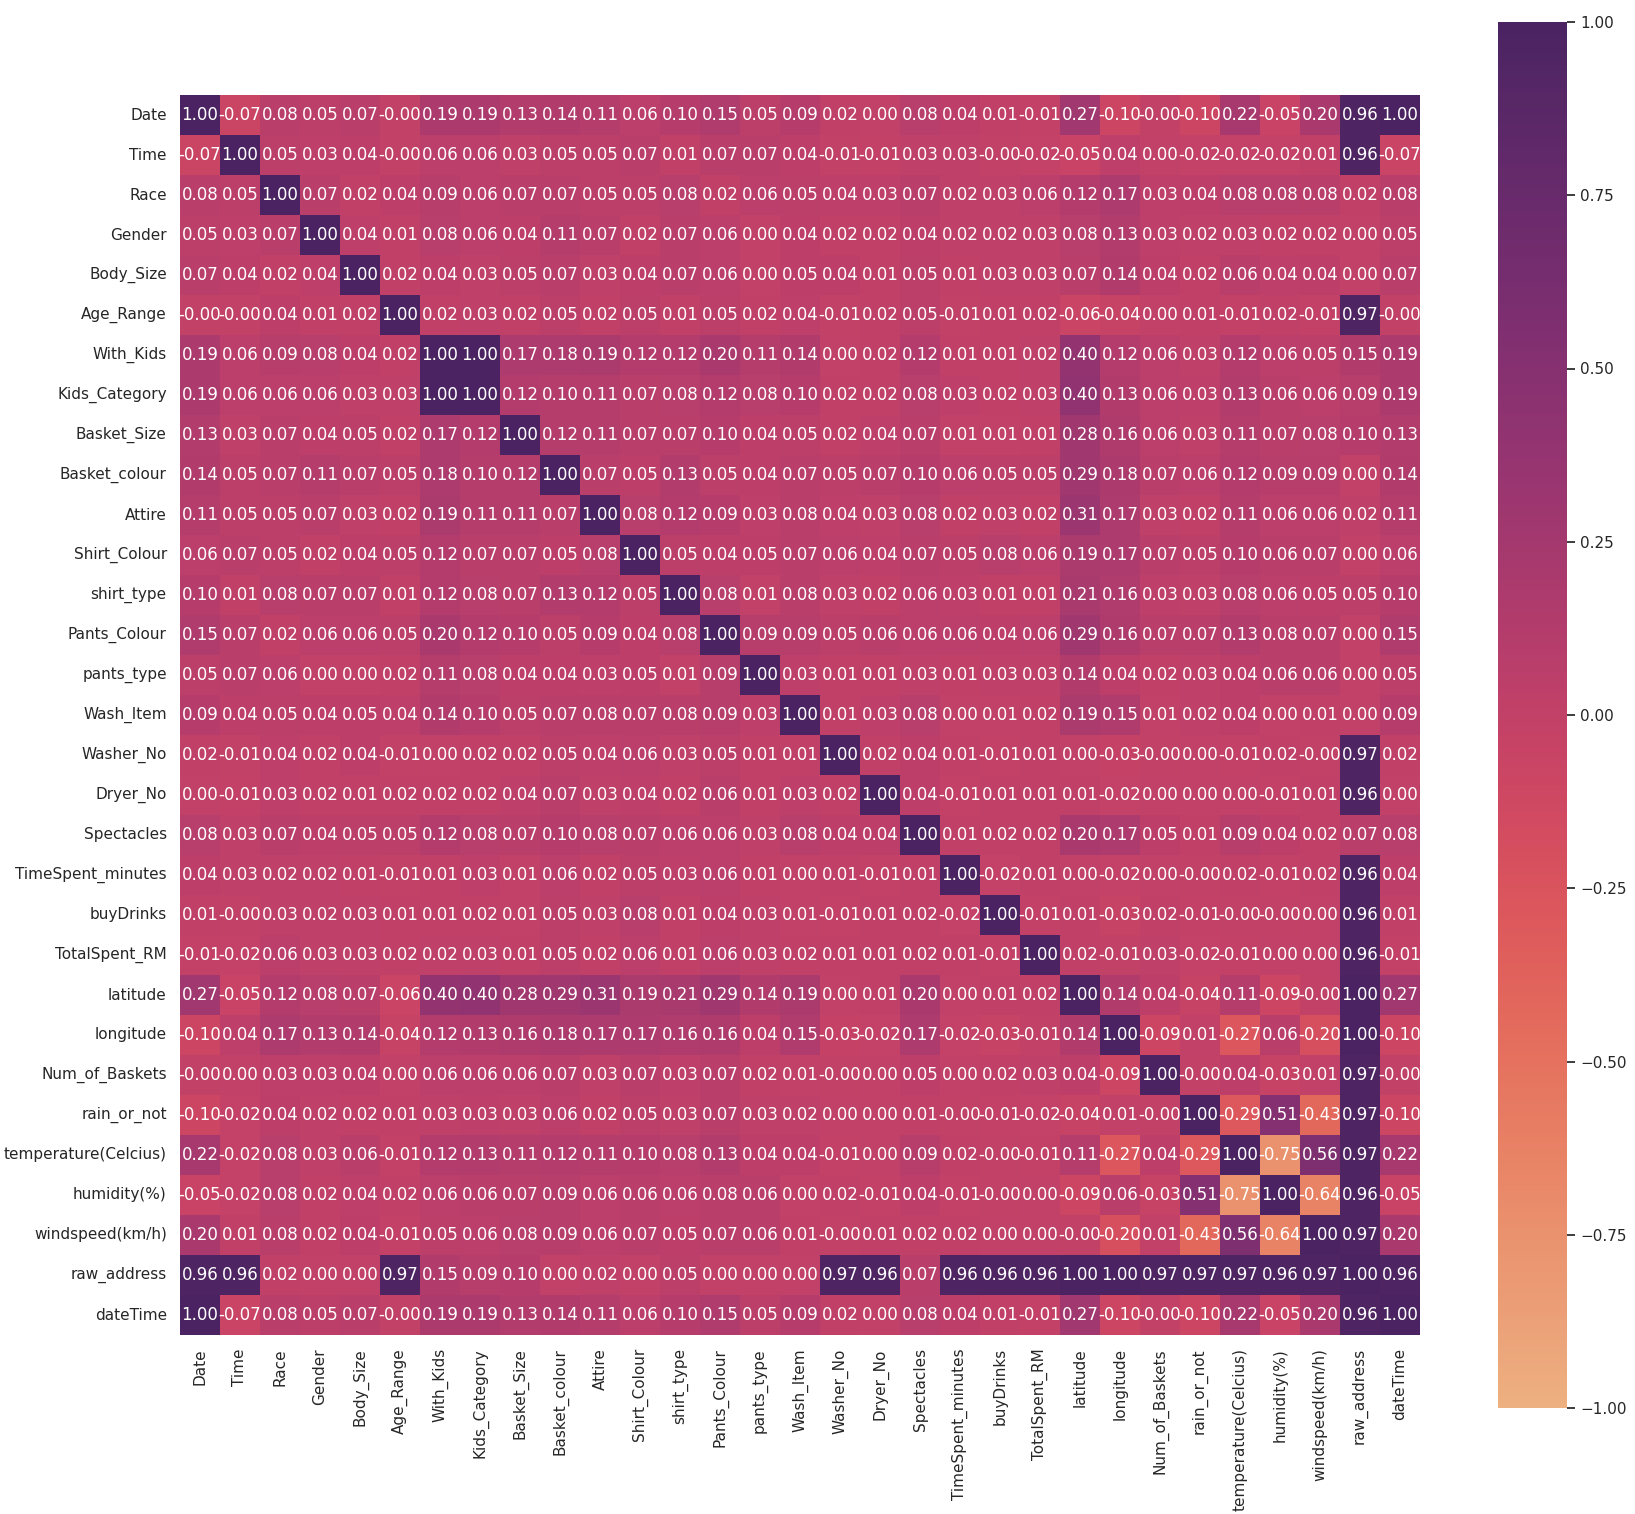 1.00
Date 1.00 -0.07 0.08 0.05 0.07 -0.00 0.19 0.19 0.13 0.14 0.11 0.06 0.10 0.15 0.05 0.09 0.02 0.00 0.08 0.04 0.01 -0.01 0.27 -0.10 -0.00 -0.10 0.22 -0.05 0.20 0.96 1.00
Time -0.07 1.00 0.05 0.03 0.04 -0.00 0.06 0.06 0.03 0.05 0.05 0.07 0.01 0.07 0.07 0.04 -0.01 -0.01 0.03 0.03 -0.00 -0.02 -0.05 0.04 0.00 -0.02 -0.02 -0.02 0.01 0.96 -0.07
Race 0.08 0.05 1.00 0.07 0.02 0.04 0.09 0.06 0.07 0.07 0.05 0.05 0.08 0.02 0.06 0.05 0.04 0.03 0.07 0.02 0.03 0.06 0.12 0.17 0.03 0.04 0.08 0.08 0.08 0.02 0.08
0.75
Gender 0.05 0.03 0.07 1.00 0.04 0.01 0.08 0.06 0.04 0.11 0.07 0.02 0.07 0.06 0.00 0.04 0.02 0.02 0.04 0.02 0.02 0.03 0.08 0.13 0.03 0.02 0.03 0.02 0.02 0.00 0.05
Body_Size 0.07 0.04 0.02 0.04 1.00 0.02 0.04 0.03 0.05 0.07 0.03 0.04 0.07 0.06 0.00 0.05 0.04 0.01 0.05 0.01 0.03 0.03 0.07 0.14 0.04 0.02 0.06 0.04 0.04 0.00 0.07
Age_Range -0.00 -0.00 0.04 0.01 0.02 1.00 0.02 0.03 0.02 0.05 0.02 0.05 0.01 0.05 0.02 0.04 -0.01 0.02 0.05 -0.01 0.01 0.02 -0.06 -0.04 0.00 0.01 -0.01 0.02 -0.01 0.97 -0.00
With_Kids 0.19 0.06 0.09 0.08 0.04 0.02 1.00 1.00 0.17 0.18 0.19 0.12 0.12 0.20 0.11 0.14 0.00 0.02 0.12 0.01 0.01 0.02 0.40 0.12 0.06 0.03 0.12 0.06 0.05 0.15 0.19
0.50
Kids_Category 0.19 0.06 0.06 0.06 0.03 0.03 1.00 1.00 0.12 0.10 0.11 0.07 0.08 0.12 0.08 0.10 0.02 0.02 0.08 0.03 0.02 0.03 0.40 0.13 0.06 0.03 0.13 0.06 0.06 0.09 0.19
Basket_Size 0.13 0.03 0.07 0.04 0.05 0.02 0.17 0.12 1.00 0.12 0.11 0.07 0.07 0.10 0.04 0.05 0.02 0.04 0.07 0.01 0.01 0.01 0.28 0.16 0.06 0.03 0.11 0.07 0.08 0.10 0.13
Basket_colour 0.14 0.05 0.07 0.11 0.07 0.05 0.18 0.10 0.12 1.00 0.07 0.05 0.13 0.05 0.04 0.07 0.05 0.07 0.10 0.06 0.05 0.05 0.29 0.18 0.07 0.06 0.12 0.09 0.09 0.00 0.14
Attire 0.11 0.05 0.05 0.07 0.03 0.02 0.19 0.11 0.11 0.07 1.00 0.08 0.12 0.09 0.03 0.08 0.04 0.03 0.08 0.02 0.03 0.02 0.31 0.17 0.03 0.02 0.11 0.06 0.06 0.02 0.11
0.25
Shirt_Colour 0.06 0.07 0.05 0.02 0.04 0.05 0.12 0.07 0.07 0.05 0.08 1.00 0.05 0.04 0.05 0.07 0.06 0.04 0.07 0.05 0.08 0.06 0.19 0.17 0.07 0.05 0.10 0.06 0.07 0.00 0.06
shirt_type 0.10 0.01 0.08 0.07 0.07 0.01 0.12 0.08 0.07 0.13 0.12 0.05 1.00 0.08 0.01 0.08 0.03 0.02 0.06 0.03 0.01 0.01 0.21 0.16 0.03 0.03 0.08 0.06 0.05 0.05 0.10
Pants_Colour 0.15 0.07 0.02 0.06 0.06 0.05 0.20 0.12 0.10 0.05 0.09 0.04 0.08 1.00 0.09 0.09 0.05 0.06 0.06 0.06 0.04 0.06 0.29 0.16 0.07 0.07 0.13 0.08 0.07 0.00 0.15
pants_type 0.05 0.07 0.06 0.00 0.00 0.02 0.11 0.08 0.04 0.04 0.03 0.05 0.01 0.09 1.00 0.03 0.01 0.01 0.03 0.01 0.03 0.03 0.14 0.04 0.02 0.03 0.04 0.06 0.06 0.00 0.05
Wash_Item 0.09 0.04 0.05 0.04 0.05 0.04 0.14 0.10 0.05 0.07 0.08 0.07 0.08 0.09 0.03 1.00 0.01 0.03 0.08 0.00 0.01 0.02 0.19 0.15 0.01 0.02 0.04 0.00 0.01 0.00 0.09
0.00
Washer_No 0.02 -0.01 0.04 0.02 0.04 -0.01 0.00 0.02 0.02 0.05 0.04 0.06 0.03 0.05 0.01 0.01 1.00 0.02 0.04 0.01 -0.01 0.01 0.00 -0.03 -0.00 0.00 -0.01 0.02 -0.00 0.97 0.02
Dryer_No 0.00 -0.01 0.03 0.02 0.01 0.02 0.02 0.02 0.04 0.07 0.03 0.04 0.02 0.06 0.01 0.03 0.02 1.00 0.04 -0.01 0.01 0.01 0.01 -0.02 0.00 0.00 0.00 -0.01 0.01 0.96 0.00
Spectacles 0.08 0.03 0.07 0.04 0.05 0.05 0.12 0.08 0.07 0.10 0.08 0.07 0.06 0.06 0.03 0.08 0.04 0.04 1.00 0.01 0.02 0.02 0.20 0.17 0.05 0.01 0.09 0.04 0.02 0.07 0.08
TimeSpent_minutes 0.04 0.03 0.02 0.02 0.01 -0.01 0.01 0.03 0.01 0.06 0.02 0.05 0.03 0.06 0.01 0.00 0.01 -0.01 0.01 1.00 -0.02 0.01 0.00 -0.02 0.00 -0.00 0.02 -0.01 0.02 0.96 0.04
−0.25
buyDrinks 0.01 -0.00 0.03 0.02 0.03 0.01 0.01 0.02 0.01 0.05 0.03 0.08 0.01 0.04 0.03 0.01 -0.01 0.01 0.02 -0.02 1.00 -0.01 0.01 -0.03 0.02 -0.01 -0.00 -0.00 0.00 0.96 0.01
TotalSpent_RM -0.01 -0.02 0.06 0.03 0.03 0.02 0.02 0.03 0.01 0.05 0.02 0.06 0.01 0.06 0.03 0.02 0.01 0.01 0.02 0.01 -0.01 1.00 0.02 -0.01 0.03 -0.02 -0.01 0.00 0.00 0.96 -0.01
latitude 0.27 -0.05 0.12 0.08 0.07 -0.06 0.40 0.40 0.28 0.29 0.31 0.19 0.21 0.29 0.14 0.19 0.00 0.01 0.20 0.00 0.01 0.02 1.00 0.14 0.04 -0.04 0.11 -0.09 -0.00 1.00 0.27
longitude -0.10 0.04 0.17 0.13 0.14 -0.04 0.12 0.13 0.16 0.18 0.17 0.17 0.16 0.16 0.04 0.15 -0.03 -0.02 0.17 -0.02 -0.03 -0.01 0.14 1.00 -0.09 0.01 -0.27 0.06 -0.20 1.00 -0.10
−0.50
Num_of_Baskets -0.00 0.00 0.03 0.03 0.04 0.00 0.06 0.06 0.06 0.07 0.03 0.07 0.03 0.07 0.02 0.01 -0.00 0.00 0.05 0.00 0.02 0.03 0.04 -0.09 1.00 -0.00 0.04 -0.03 0.01 0.97 -0.00
rain_or_not -0.10 -0.02 0.04 0.02 0.02 0.01 0.03 0.03 0.03 0.06 0.02 0.05 0.03 0.07 0.03 0.02 0.00 0.00 0.01 -0.00 -0.01 -0.02 -0.04 0.01 -0.00 1.00 -0.29 0.51 -0.43 0.97 -0.10
temperature(Celcius) 0.22 -0.02 0.08 0.03 0.06 -0.01 0.12 0.13 0.11 0.12 0.11 0.10 0.08 0.13 0.04 0.04 -0.01 0.00 0.09 0.02 -0.00 -0.01 0.11 -0.27 0.04 -0.29 1.00 -0.75 0.56 0.97 0.22
humidity(%) -0.05 -0.02 0.08 0.02 0.04 0.02 0.06 0.06 0.07 0.09 0.06 0.06 0.06 0.08 0.06 0.00 0.02 -0.01 0.04 -0.01 -0.00 0.00 -0.09 0.06 -0.03 0.51 -0.75 1.00 -0.64 0.96 -0.05
windspeed(km/h) 0.20 0.01 0.08 0.02 0.04 -0.01 0.05 0.06 0.08 0.09 0.06 0.07 0.05 0.07 0.06 0.01 -0.00 0.01 0.02 0.02 0.00 0.00 -0.00 -0.20 0.01 -0.43 0.56 -0.64 1.00 0.97 0.20
−0.75
raw_address 0.96 0.96 0.02 0.00 0.00 0.97 0.15 0.09 0.10 0.00 0.02 0.00 0.05 0.00 0.00 0.00 0.97 0.96 0.07 0.96 0.96 0.96 1.00 1.00 0.97 0.97 0.97 0.96 0.97 1.00 0.96
dateTime 1.00 -0.07 0.08 0.05 0.07 -0.00 0.19 0.19 0.13 0.14 0.11 0.06 0.10 0.15 0.05 0.09 0.02 0.00 0.08 0.04 0.01 -0.01 0.27 -0.10 -0.00 -0.10 0.22 -0.05 0.20 0.96 1.00
−1.00
Date Time Race Gender Body_Size Age_Range With_Kids Kids_Category Basket_Size Basket_colour Attire Shirt_Colour shirt_type Pants_Colour pants_type Wash_Item Washer_No Dryer_No Spectacles TimeSpent_minutes buyDrinks TotalSpent_RM latitude longitude Num_of_Baskets rain_or_not temperature(Celcius) humidity(%) windspeed(km/h) raw_address dateTime